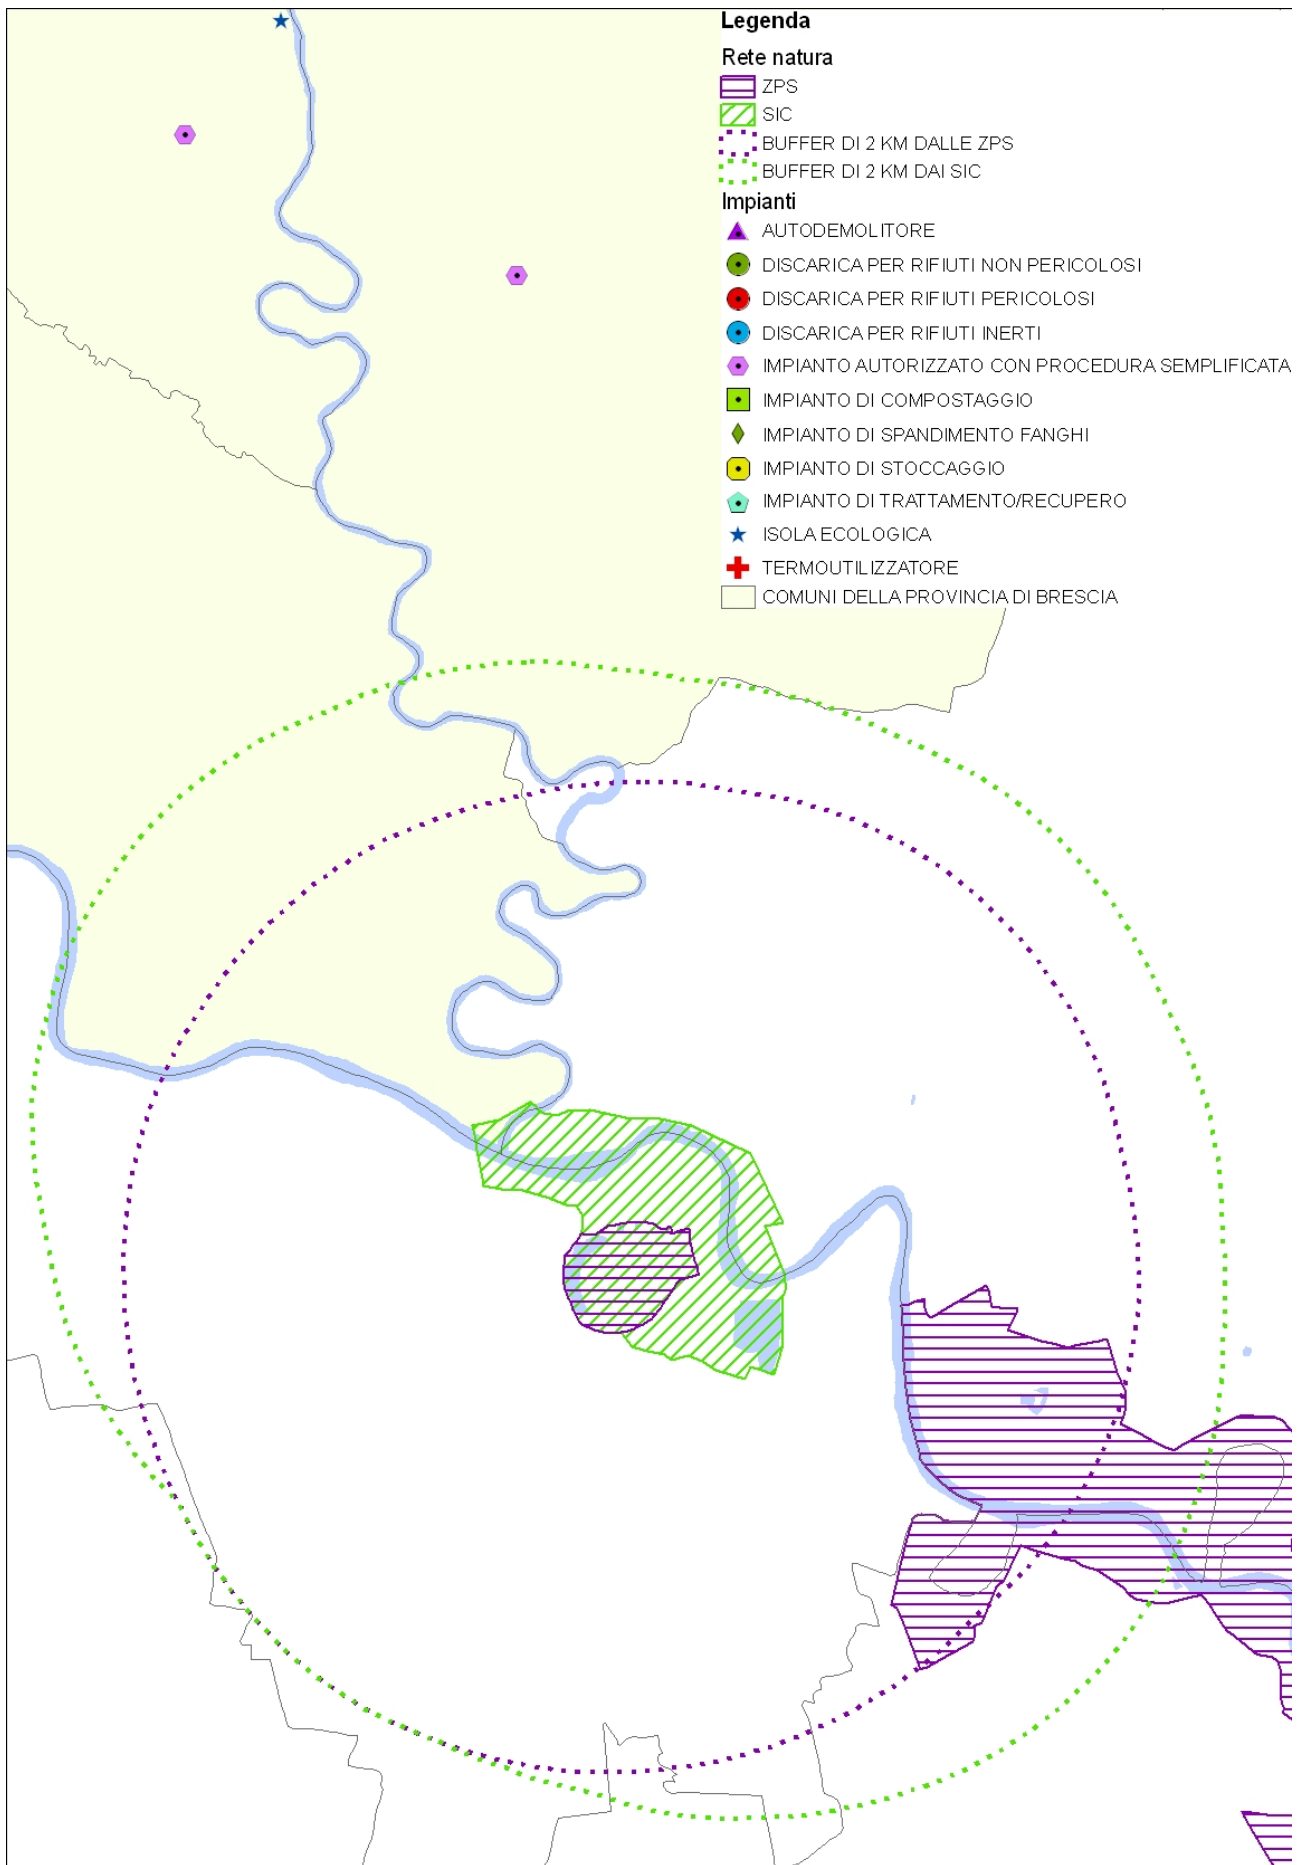 Legenda
Rete natura
ZPS
SIC
BUFFER DI 2 KM DALLE ZPS
BUFFER DI 2 KM DAI SIC
Impianti
AUTODEMOLITORE
DISCARICA PER RIFIUTI NON PERICOLOSI
DISCARICA PER RIFIUTI PERICOLOSI
DISCARICA PER RIFIUTI INERTI
IMPIANTO AUTORIZZATO CON PROCEDURA SEMPLIFICATA
IMPIANTO DI COMPOSTAGGIO
IMPIANTO DI SPANDIMENTO FANGHI
IMPIANTO DI STOCCAGGIO
IMPIANTO DI TRATTAMENTO/RECUPERO
ISOLA ECOLOGICA
TERMOUTILIZZATORE
COMUNI DELLA PROVINCIA DI BRESCIA